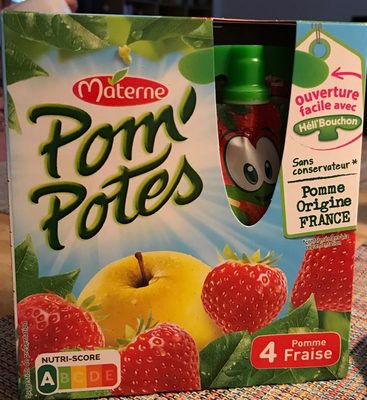 Materne
Pom'
Potes
Ouverture
facile avec
Héli'Bouchon
Sans
conservateur*
Pomme
Origine
FRANCE
NUTRI-SCORE
A B C D E
4 Pomme
Fraise